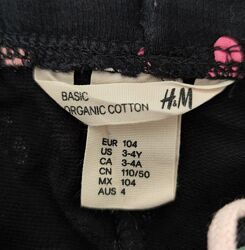 BASIC
ORGANIC COTTON
H&M
EUR 104
US 3-4Y
CA 3-4A
CN 110/50
MX 104
AUS 4